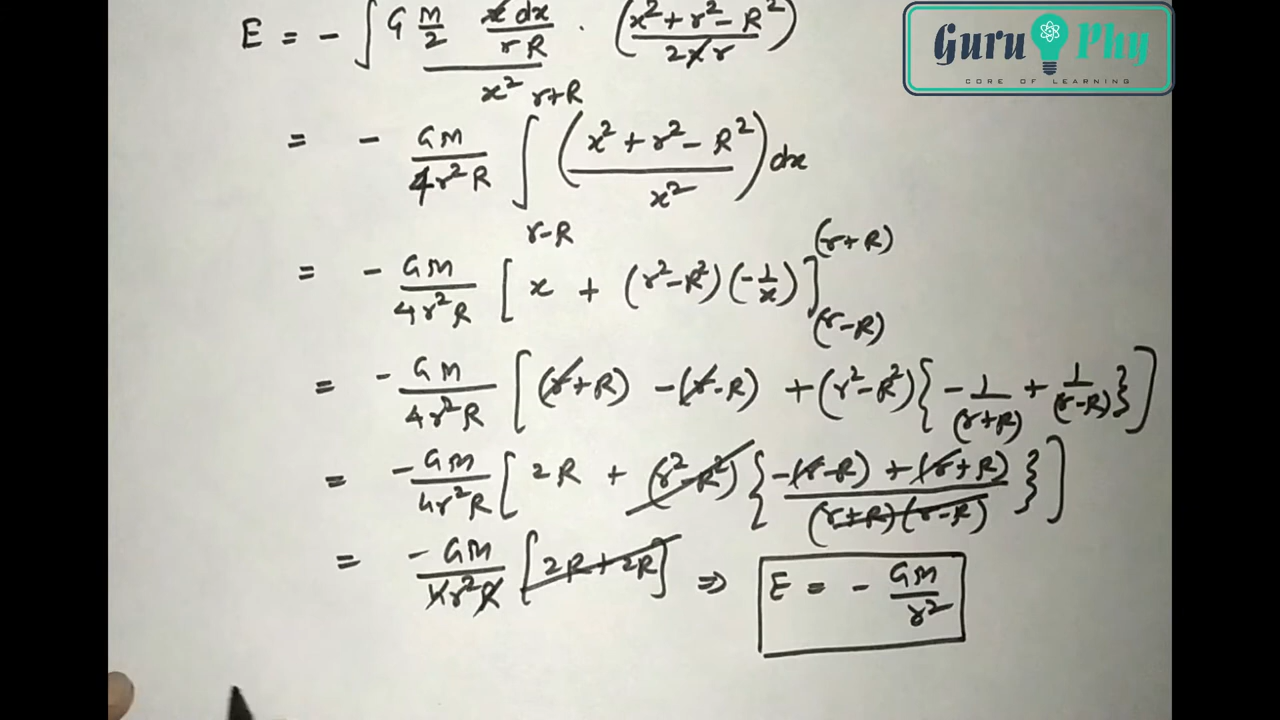 E = - ∫ G M/2 x dx/rR / x² · (x² + r² - R² / 2xr)
Guru Phy
CORE OF LEARNING
= - GM/4r²R ∫_{r-R}^{r+R} (x² + r² - R² / x²) dx
= - GM/4r²R [ x + (r² - R²)(-1/x) ]_{(r-R)}^{(r+R)}
= - GM/4r²R [ (r+R) - (r-R) + (r² - R²) { - 1/(r+R) + 1/(r-R) } ]
= - GM/4r²R [ 2R + (r² - R²) { -(r-R) + (r+R) / (r+R)(r-R) } ]
= - GM/4r²R [2R + 2R] ⇒ E = - GM/r²